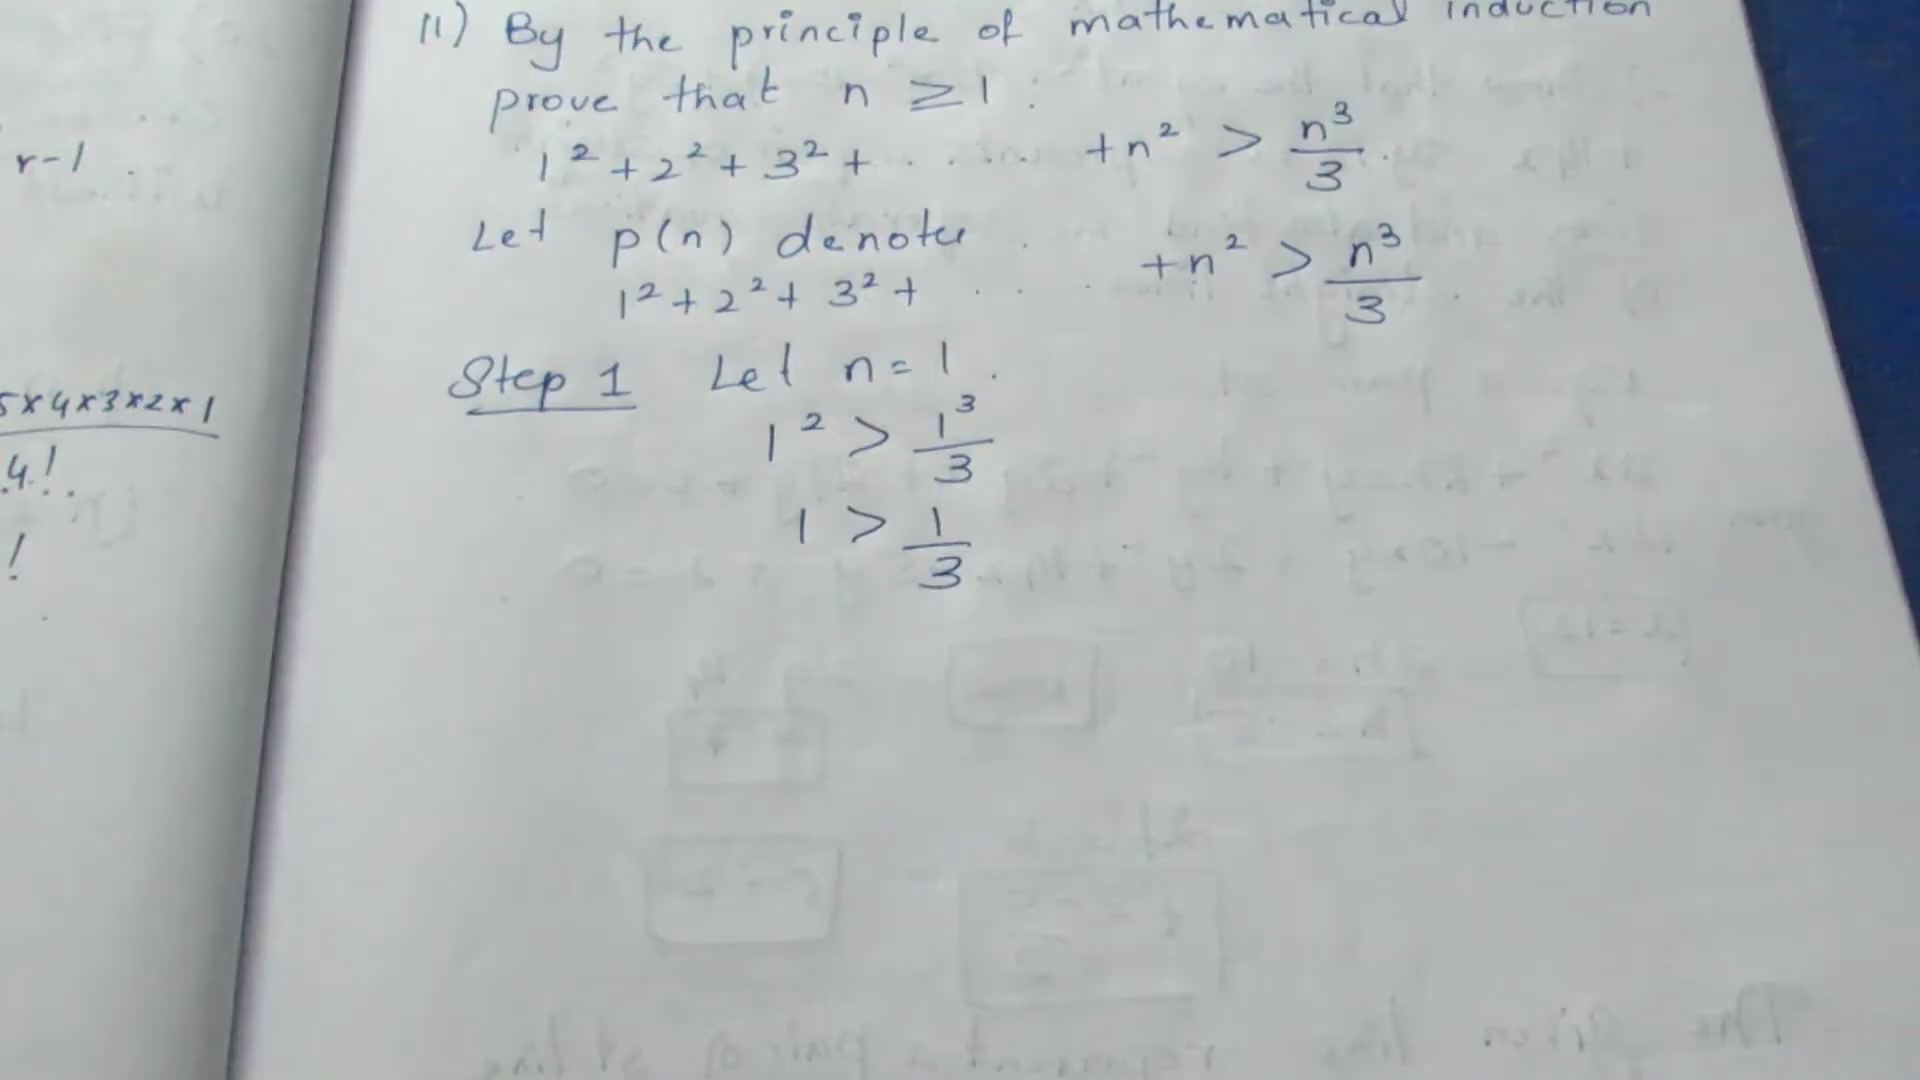 r-1
5×4×3×2×1
4!
!
11) By the principle of mathematical induction
prove that n ≥ 1 :
1² + 2² + 3² + . . . . . + n² > n³/3 .
Let p(n) denote
1² + 2² + 3² + . . . . + n² > n³/3 .
Step 1 Let n = 1 .
1² > 1³/3
1 > 1/3